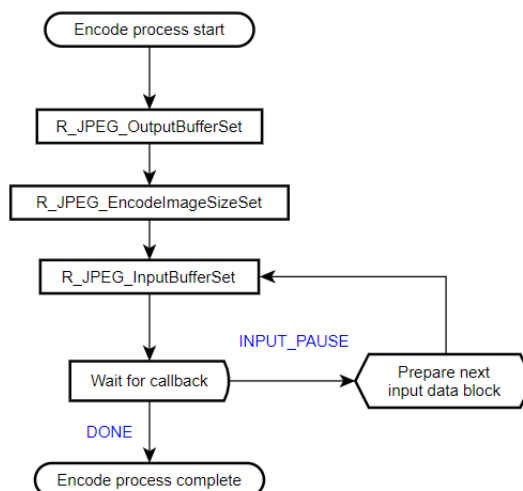 Encode process start
R_JPEG_OutputBufferSet
R_JPEG_EncodeImageSizeSet
R_JPEG_InputBufferSet
INPUT_PAUSE
Wait for callback
Prepare next
input data block
DONE
Encode process complete